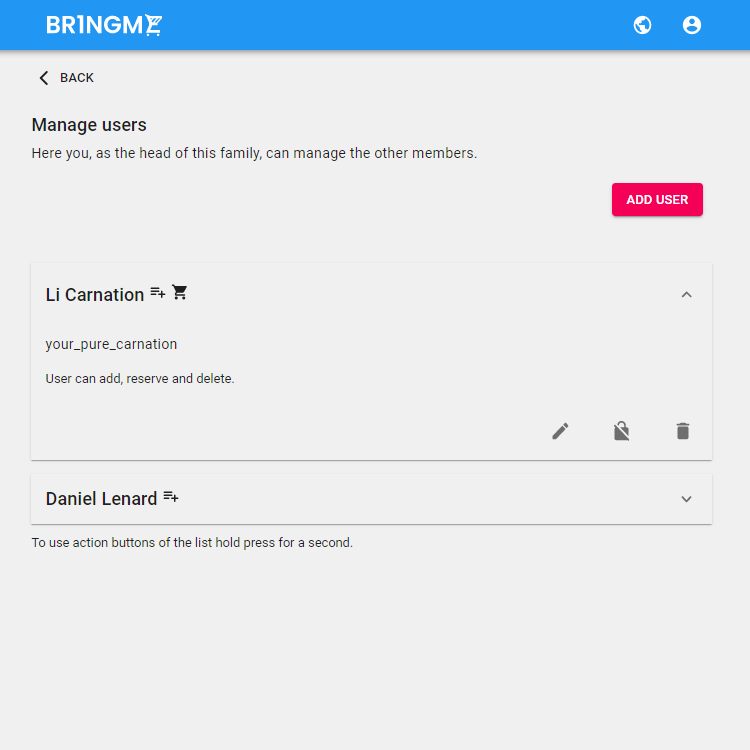 BR1NGME
BACK
Manage users
Here you, as the head of this family, can manage the other members.
ADD USER
Li Carnation
your_pure_carnation
User can add, reserve and delete.
Daniel Lenard
To use action buttons of the list hold press for a second.